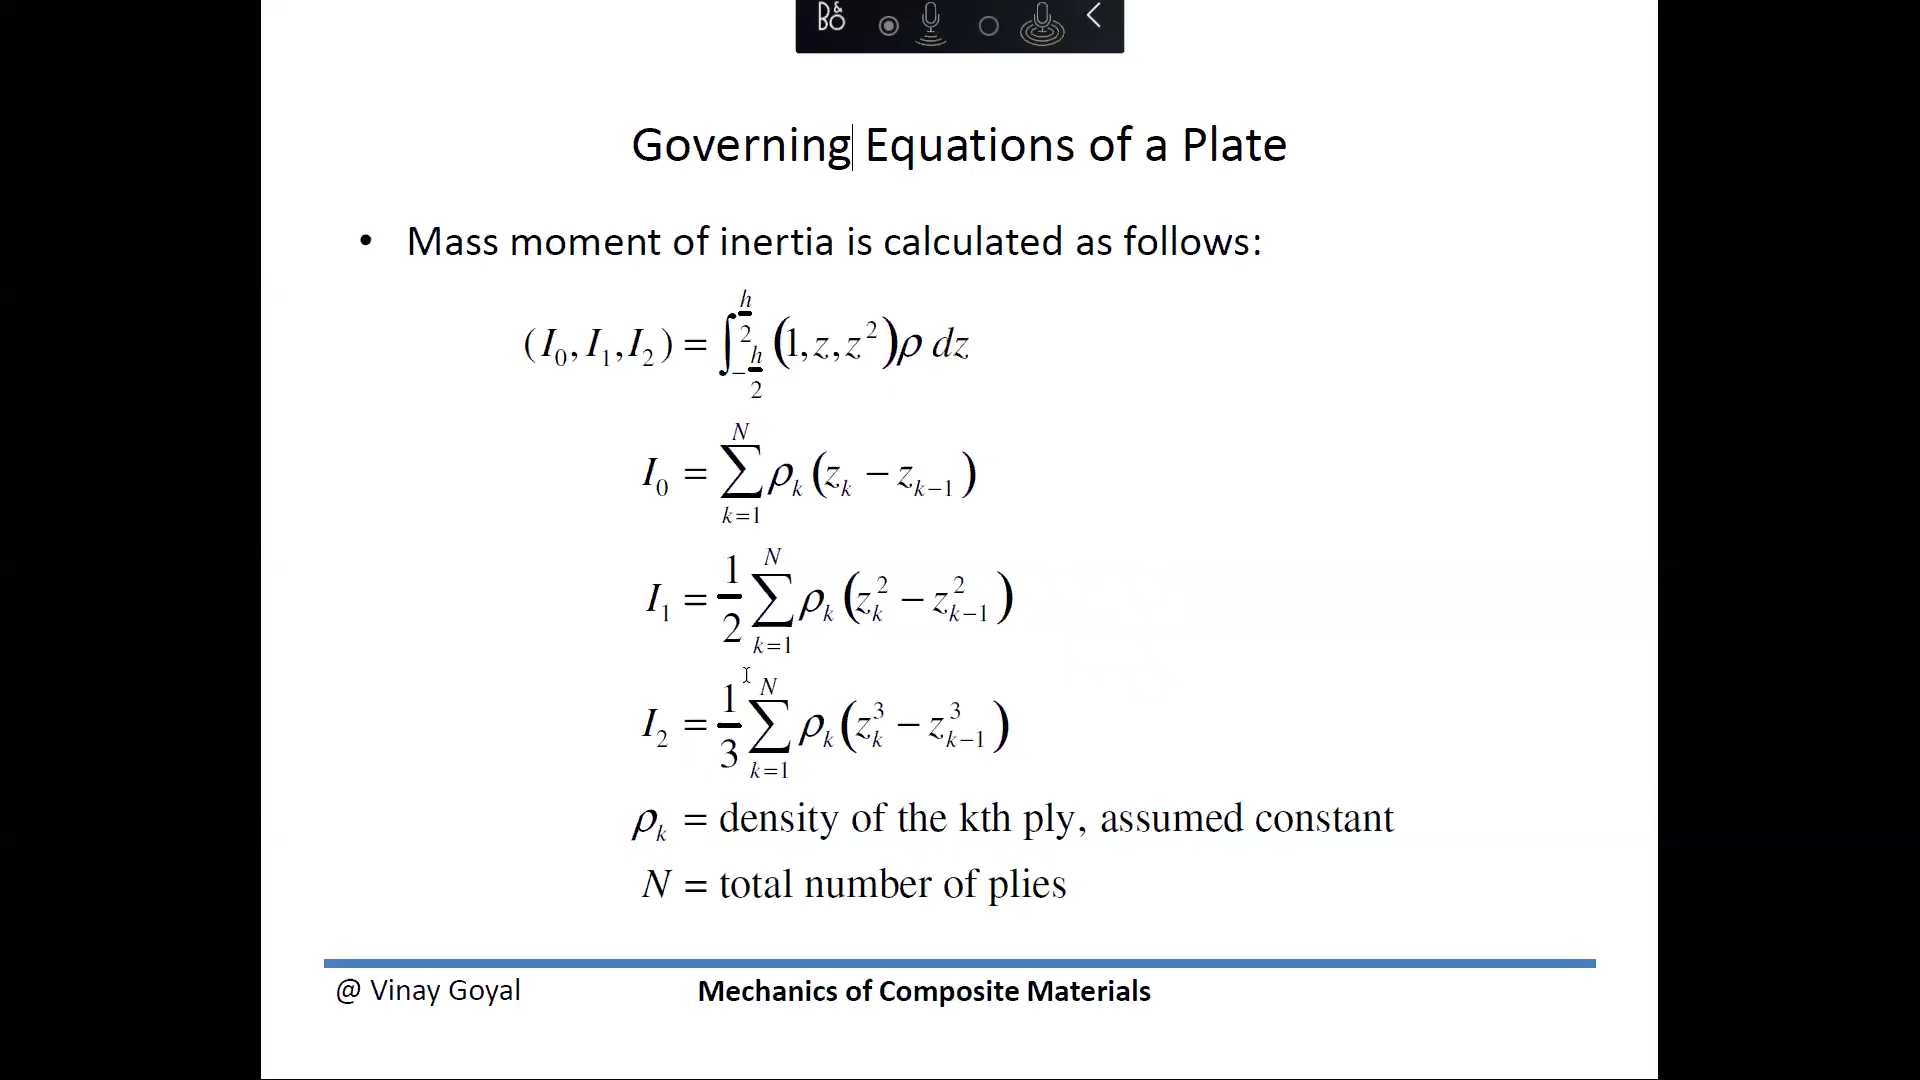 B&O
Governing Equations of a Plate
• Mass moment of inertia is calculated as follows:
(I₀, I₁, I₂) = ∫_{-h/2}^{h/2} (1, z, z²)ρ dz
I₀ = ∑_{k=1}^{N} ρₖ (zₖ − zₖ₋₁)
I₁ = 1/2 ∑_{k=1}^{N} ρₖ (zₖ² − zₖ₋₁²)
I₂ = 1/3 ∑_{k=1}^{N} ρₖ (zₖ³ − zₖ₋₁³)
ρₖ = density of the kth ply, assumed constant
N = total number of plies
@ Vinay Goyal Mechanics of Composite Materials